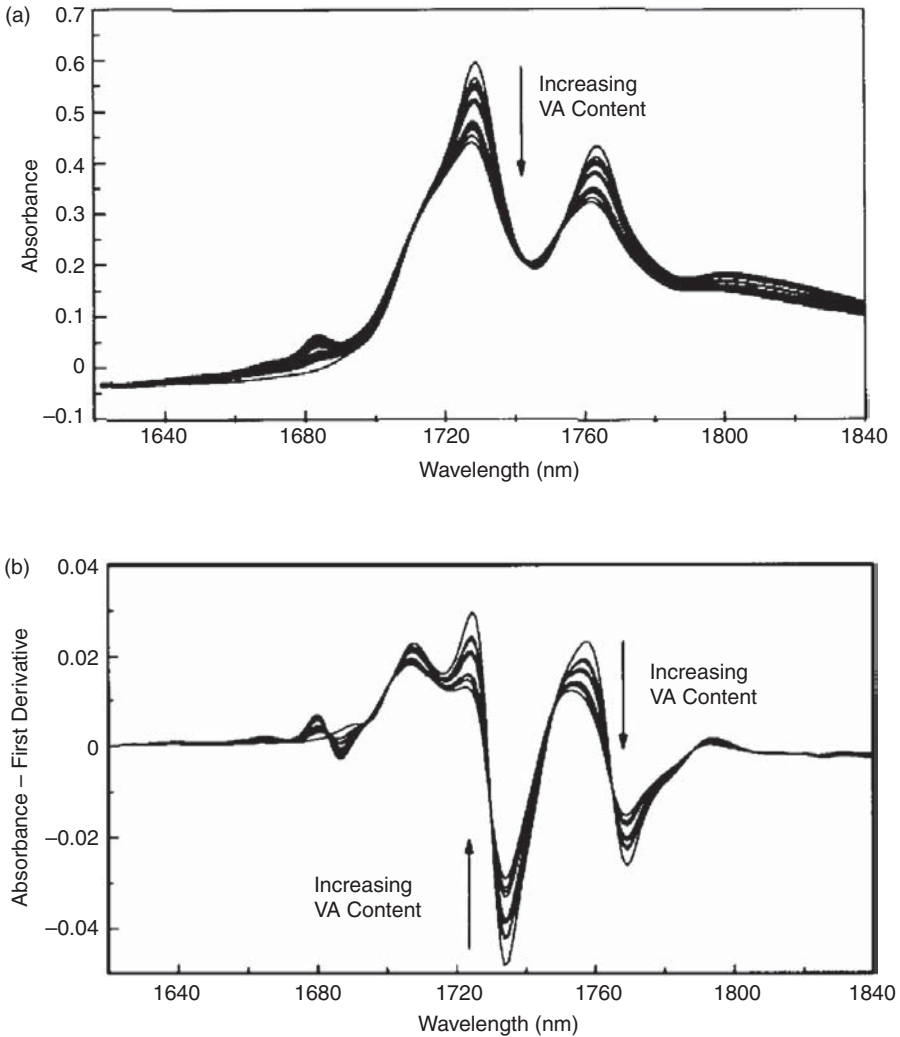 (a)
0.7
0.6
0.5
0.4
0.3
0.2
0.1
0
−0.1
Absorbance
Increasing
VA Content
1640
1680
1720
1760
1800
1840
Wavelength (nm)
(b)
0.04
0.02
0
−0.02
−0.04
Absorbance – First Derivative
Increasing
VA Content
Increasing
VA Content
1640
1680
1720
1760
1800
1840
Wavelength (nm)